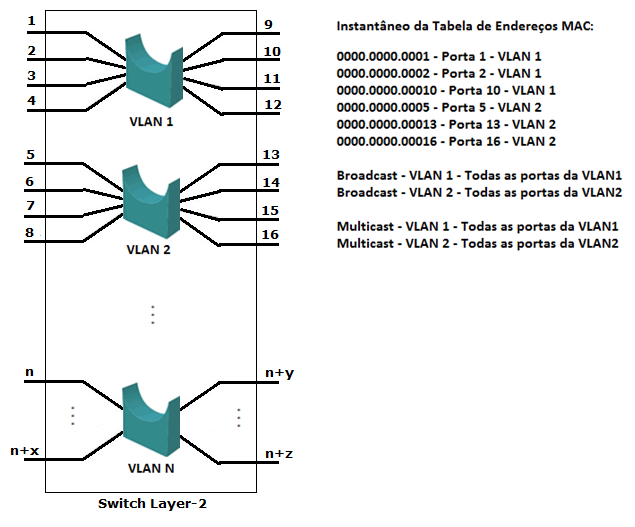 1
9
2
10
3
11
4
12
VLAN 1
5
13
6
14
7
15
8
16
VLAN 2
n
n+y
n+x
n+z
VLAN N
Switch Layer-2
Instantâneo da Tabela de Endereços MAC:
0000.0000.0001 - Porta 1 - VLAN 1
0000.0000.0002 - Porta 2 - VLAN 1
0000.0000.00010 - Porta 10 - VLAN 1
0000.0000.0005 - Porta 5 - VLAN 2
0000.0000.00013 - Porta 13 - VLAN 2
0000.0000.00016 - Porta 16 - VLAN 2
Broadcast - VLAN 1 - Todas as portas da VLAN1
Broadcast - VLAN 2 - Todas as portas da VLAN2
Multicast - VLAN 1 - Todas as portas da VLAN1
Multicast - VLAN 2 - Todas as portas da VLAN2